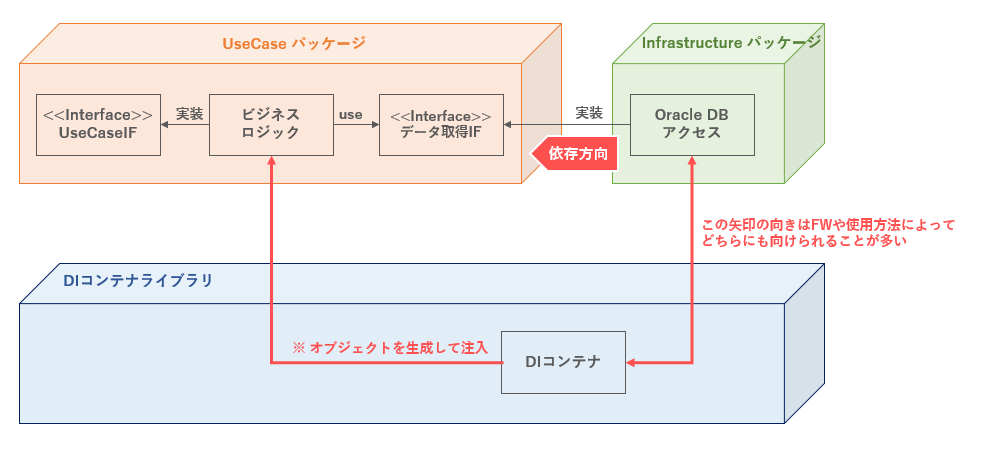 UseCase パッケージ
Infrastructure パッケージ
<<Interface>>
UseCaseIF
実装
ビジネス
ロジック
use
<<Interface>>
データ取得IF
実装
Oracle DB
アクセス
依存方向
この矢印の向きはFWや使用方法によって
どちらにも向けられることが多い
DIコンテナライブラリ
※ オブジェクトを生成して注入
DIコンテナ